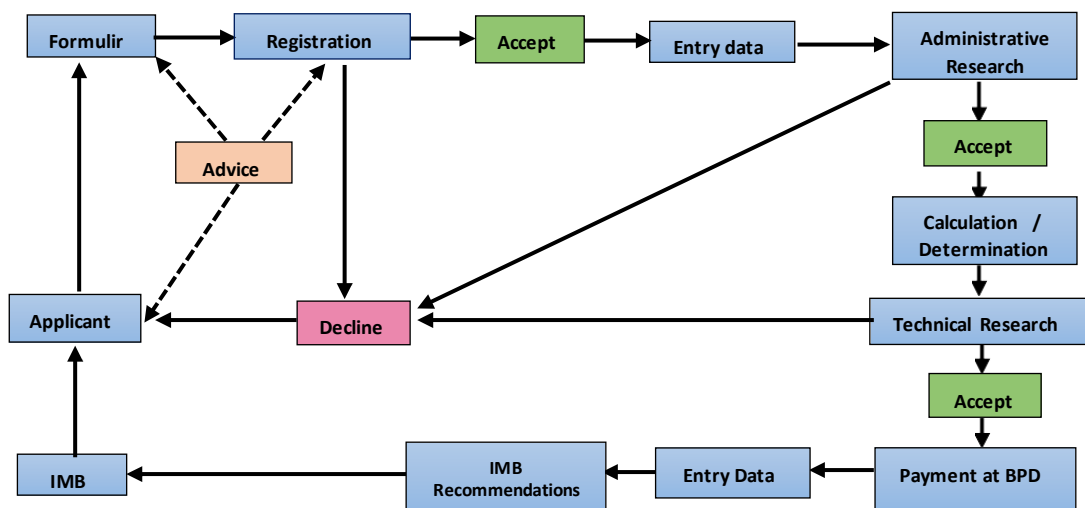 Formulir
Registration
Accept
Entry data
Administrative
Research
Advice
Accept
Calculation / 
Determination
Applicant
Decline
Technical Research
Accept
IMB
IMB
Recommendations
Entry Data
Payment at BPD